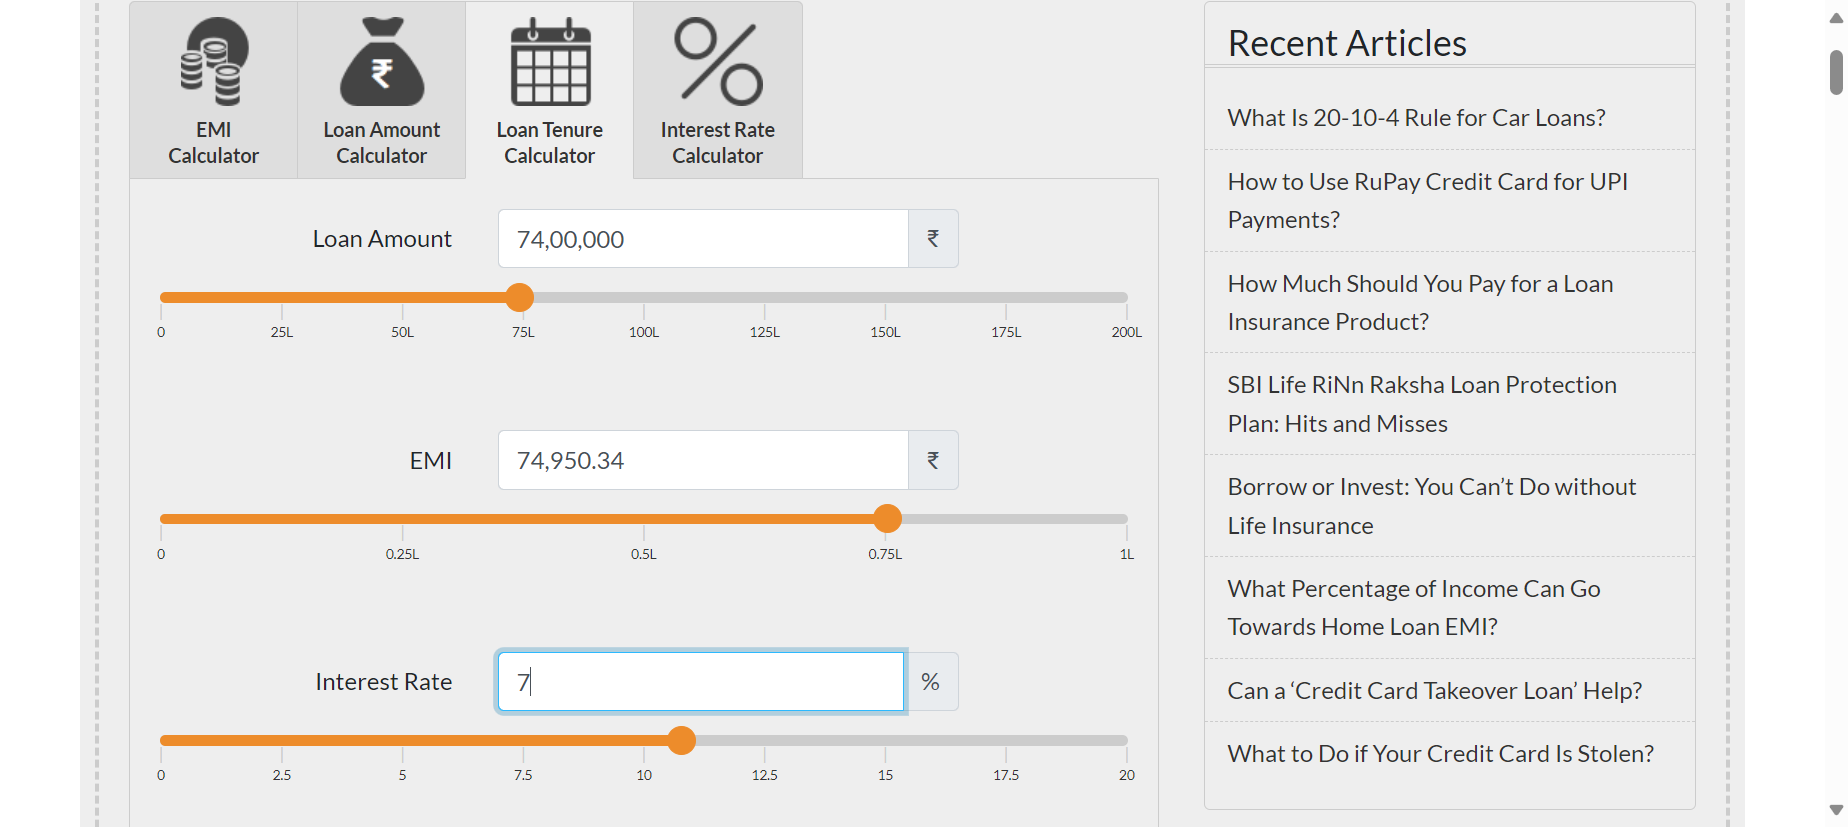 EMI
Calculator
Loan Amount
Calculator
Loan Tenure
Calculator
Interest Rate
Calculator
Loan Amount
74,00,000
₹
0 25L 50L 75L 100L 125L 150L 175L 200L
EMI
74,950.34
₹
0 0.25L 0.5L 0.75L 1L
Interest Rate
7
%
0 2.5 5 7.5 10 12.5 15 17.5 20
Recent Articles
What Is 20-10-4 Rule for Car Loans?
How to Use RuPay Credit Card for UPI
Payments?
How Much Should You Pay for a Loan
Insurance Product?
SBI Life RiNn Raksha Loan Protection
Plan: Hits and Misses
Borrow or Invest: You Can’t Do without
Life Insurance
What Percentage of Income Can Go
Towards Home Loan EMI?
Can a ‘Credit Card Takeover Loan’ Help?
What to Do if Your Credit Card Is Stolen?